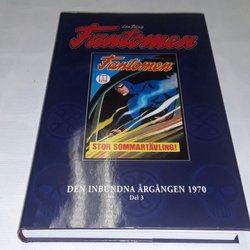 Lee Falk
Fantomen
Fantomen
STOR SOMMARTÄVLING!
DEN INBUNDNA ÅRGÅNGEN 1970
Del 3